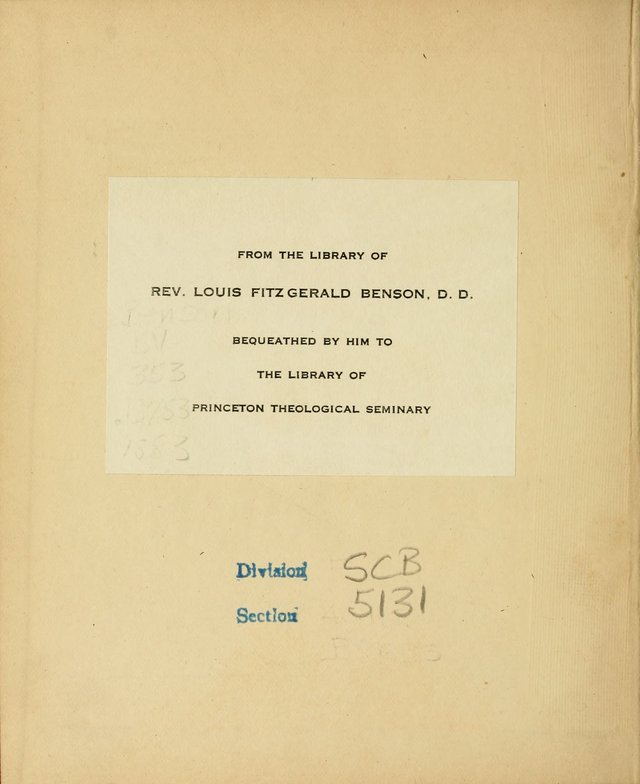 FROM THE LIBRARY OF
REV. LOUIS FITZGERALD BENSON, D. D.
BEQUEATHED BY HIM TO
THE LIBRARY OF
PRINCETON THEOLOGICAL SEMINARY
Division SCB
Section 5131